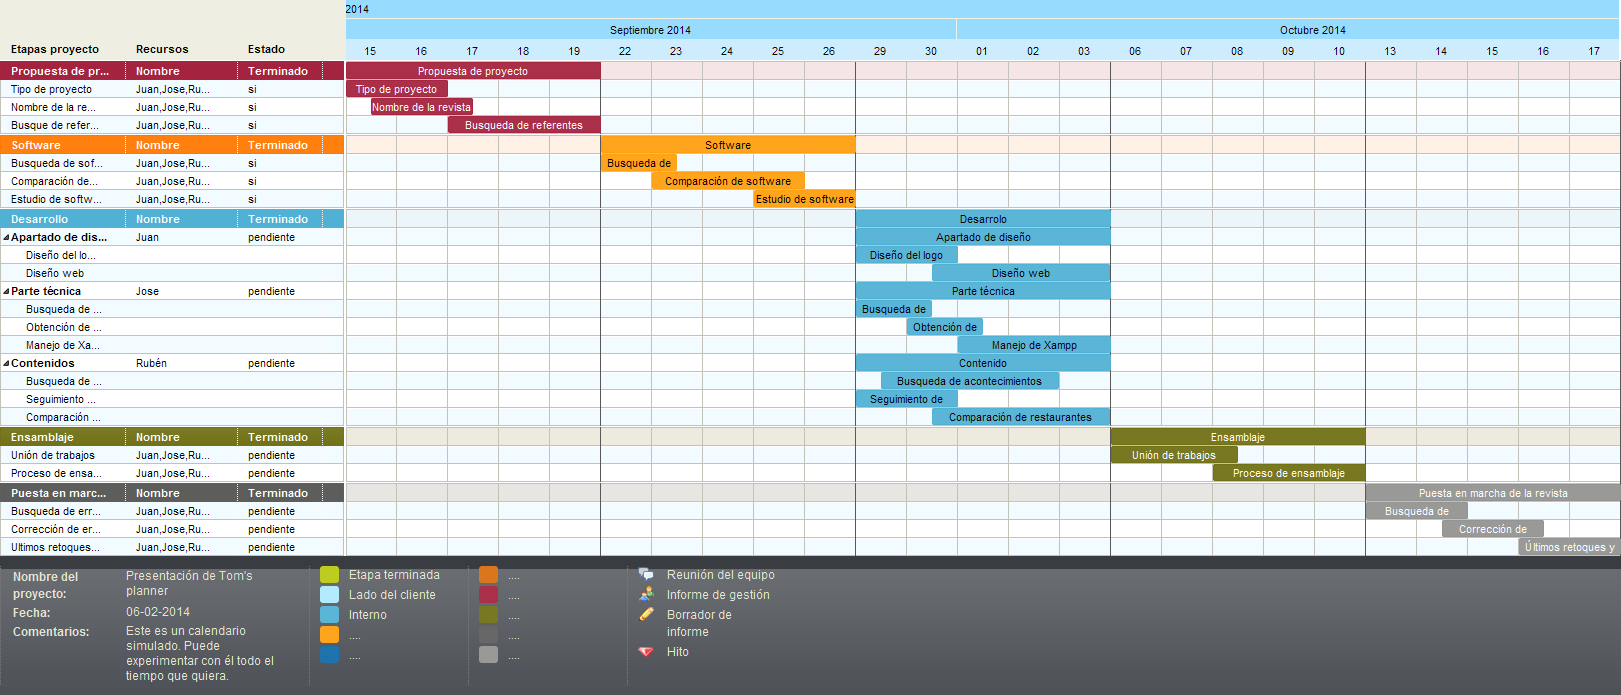 2014
Septiembre 2014 Octubre 2014
Etapas proyecto Recursos Estado 15 16 17 18 19 22 23 24 25 26 29 30 01 02 03 06 07 08 09 10 13 14 15 16 17
Propuesta de pr... Nombre Terminado Propuesta de proyecto
Tipo de proyecto Juan,Jose,Ru... si Tipo de proyecto
Nombre de la re... Juan,Jose,Ru... si Nombre de la revista
Busque de refer... Juan,Jose,Ru... si Busqueda de referentes
Software Nombre Terminado Software
Busqueda de sof... Juan,Jose,Ru... si Busqueda de
Comparación de... Juan,Jose,Ru... si Comparación de software
Estudio de softw... Juan,Jose,Ru... si Estudio de software
Desarrollo Nombre Terminado Desarrolo
Apartado de dis... Juan pendiente Apartado de diseño
Diseño del lo... Diseño del logo
Diseño web Diseño web
Parte técnica Jose pendiente Parte técnica
Busqueda de ... Busqueda de
Obtención de ... Obtención de
Manejo de Xa... Manejo de Xampp
Contenidos Rubén pendiente Contenido
Busqueda de ... Busqueda de acontecimientos
Seguimiento ... Seguimiento de
Comparación ... Comparación de restaurantes
Ensamblaje Nombre Terminado Ensamblaje
Unión de trabajos Juan,Jose,Ru... pendiente Unión de trabajos
Proceso de ensa... Juan,Jose,Ru... pendiente Proceso de ensamblaje
Puesta en marc... Nombre Terminado Puesta en marcha de la revista
Busqueda de err... Juan,Jose,Ru... pendiente Busqueda de
Corrección de er... Juan,Jose,Ru... pendiente Corrección de
Ultimos retoques... Juan,Jose,Ru... pendiente Últimos retoques y
Nombre del proyecto: Presentación de Tom's
planner
Fecha: 06-02-2014
Comentarios: Este es un calendario
simulado. Puede
experimentar con él todo el
tiempo que quiera.
Etapa terminada
Lado del cliente
Interno
....
....
....
....
....
....
....
Reunión del equipo
Informe de gestión
Borrador de
informe
Hito